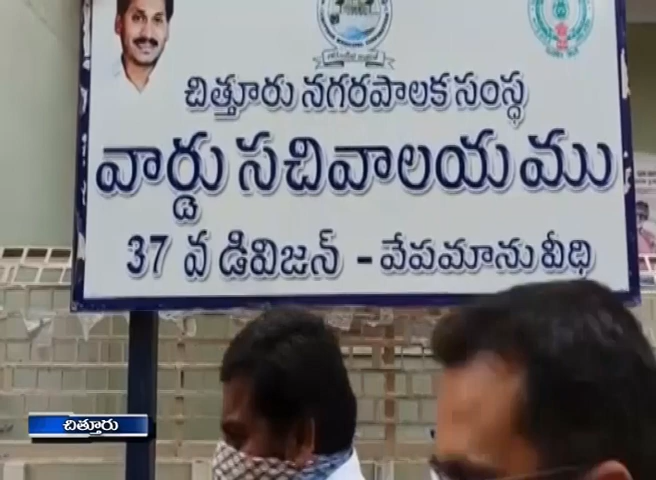 చిత్తూరు నగరపాలక సంస్థ
వార్డు సచివాలయము
37 వ డివిజన్ - వేపమాను వీధి
చిత్తూరు